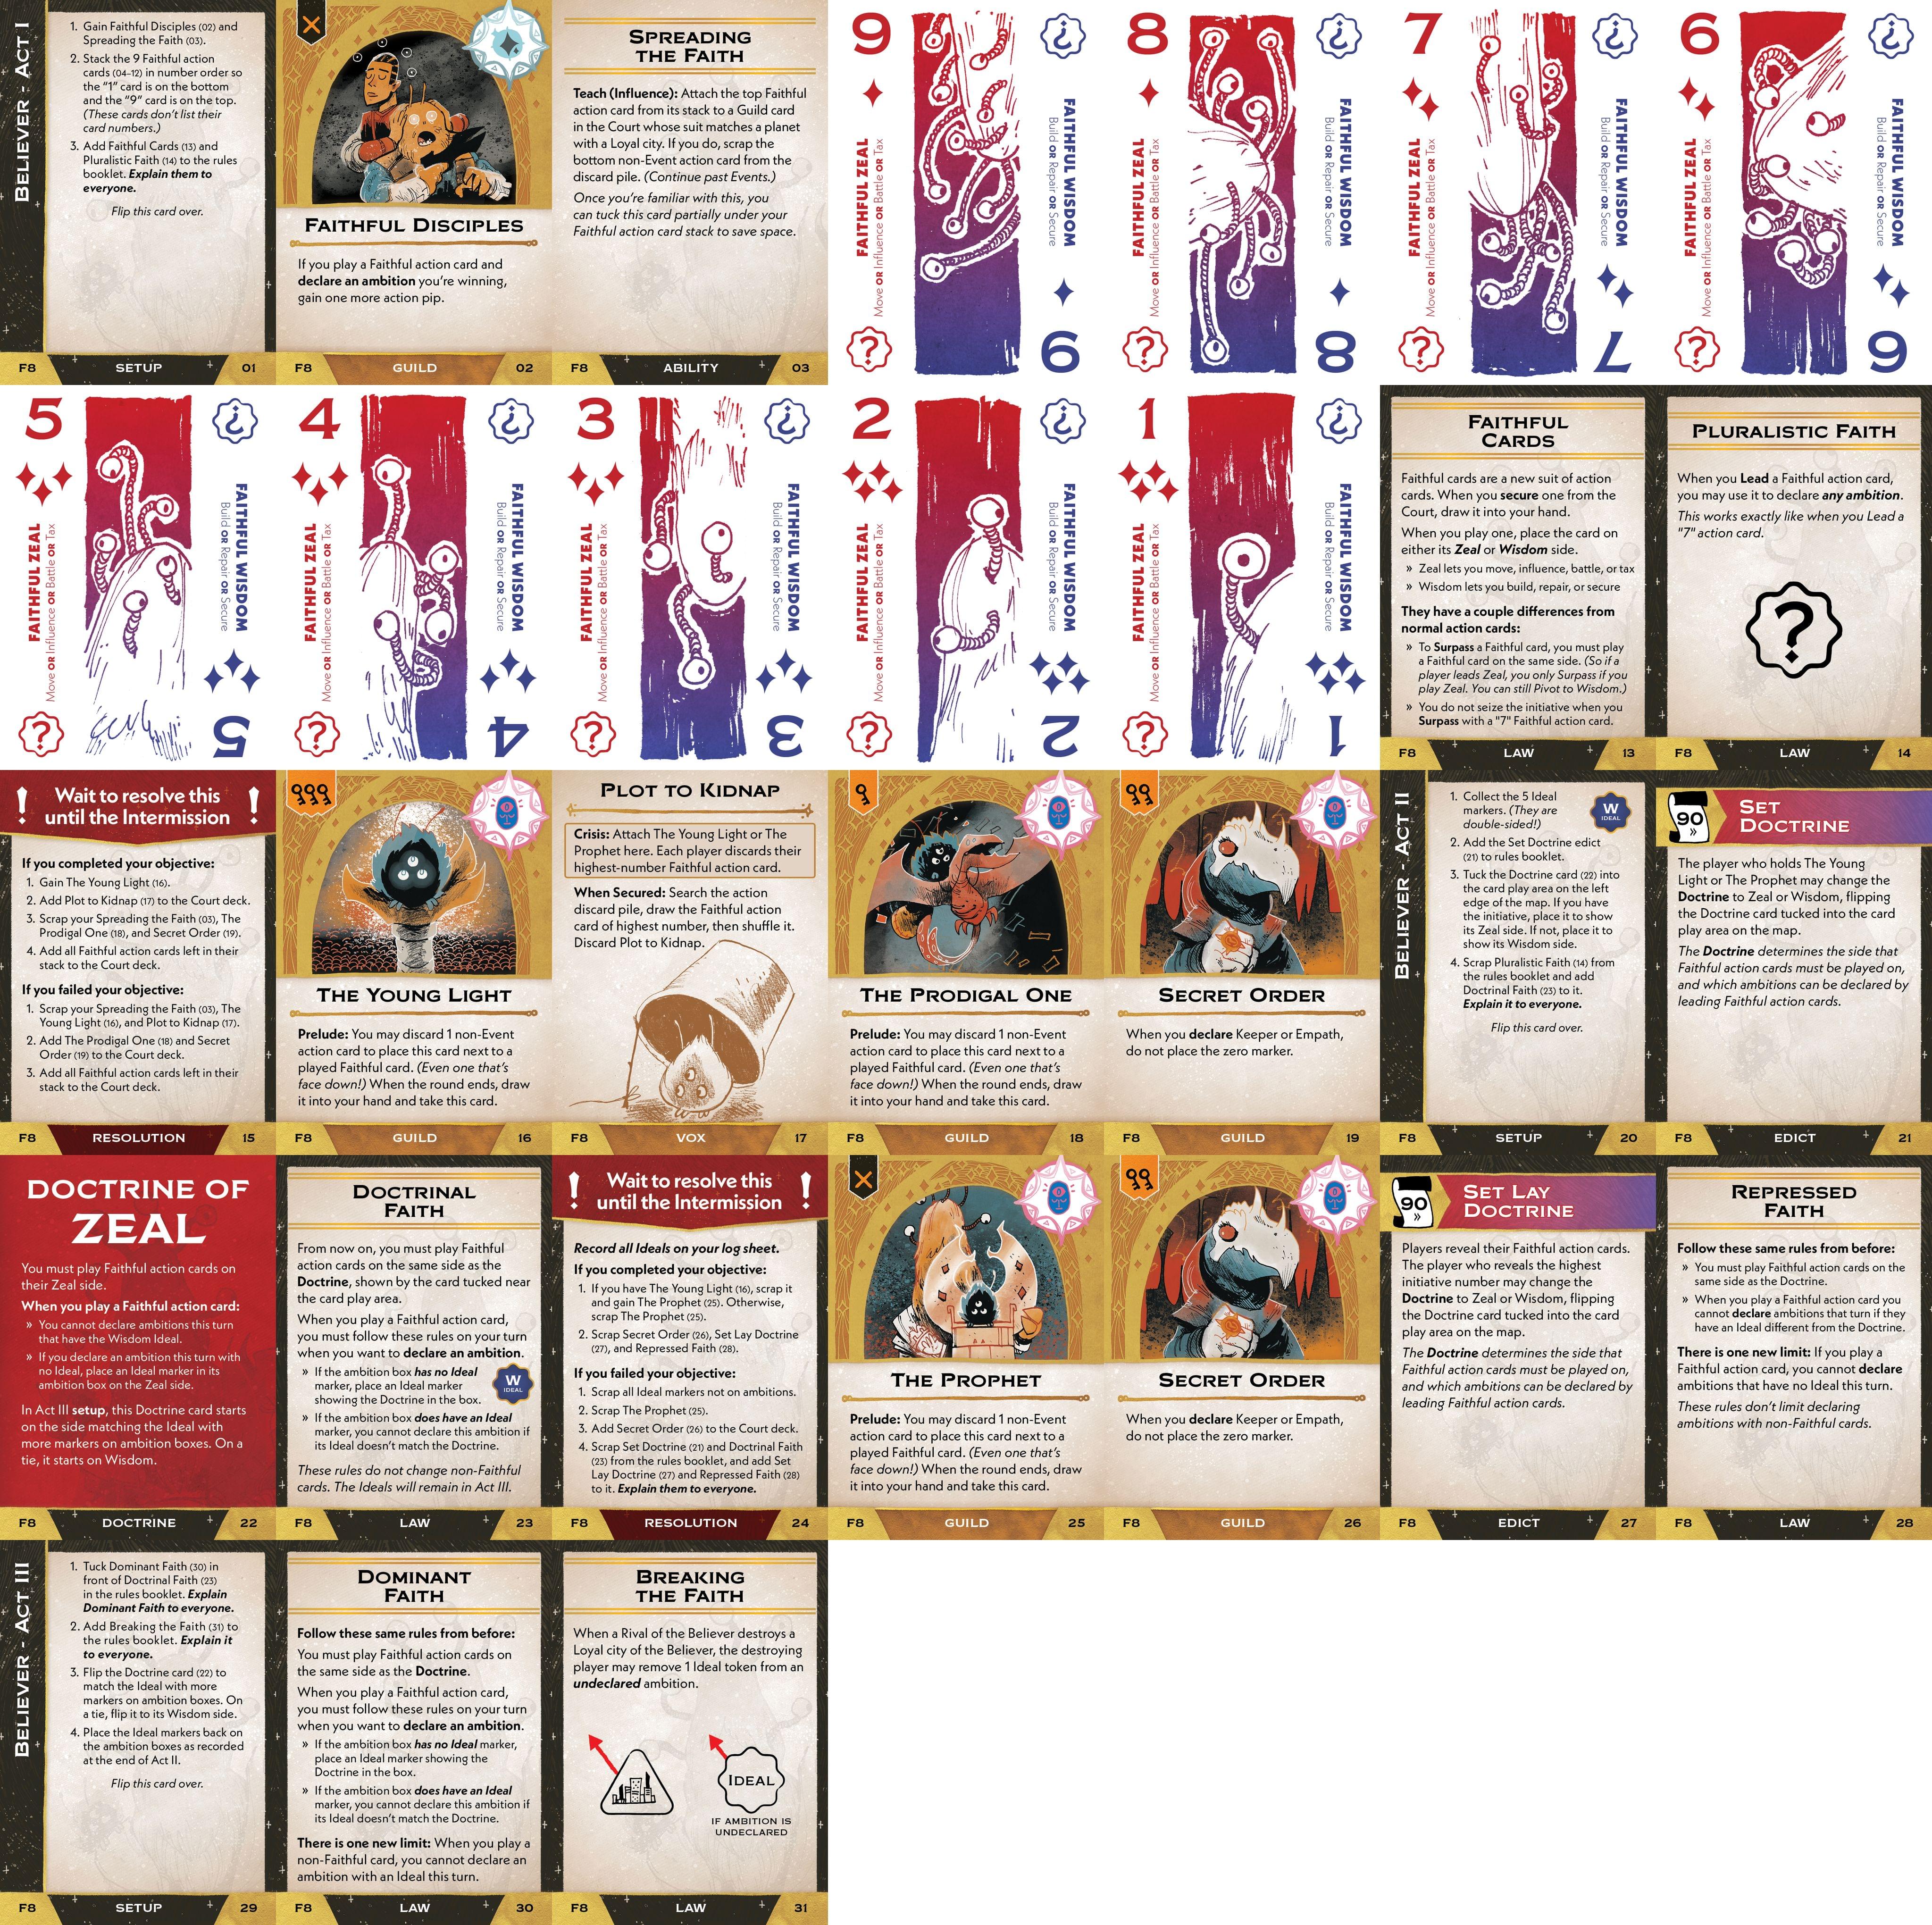 BELIEVER - ACT I
1. Gain Faithful Disciples (02) and
Spreading the Faith (03).
2. Stack the 9 Faithful action
cards (04–12) in number order so
the "1" card is on the bottom
and the "9" card is on the top.
(These cards don't list their
card numbers.)
3. Add Faithful Cards (13) and
Pluralistic Faith (14) to the rules
booklet. Explain them to
everyone.
Flip this card over.
F8 SETUP 01
FAITHFUL DISCIPLES
If you play a Faithful action card and
declare an ambition you're winning,
gain one more action pip.
F8 GUILD 02
SPREADING
THE FAITH
Teach (Influence): Attach the top Faithful
action card from its stack to a Guild card
in the Court whose suit matches a planet
with a Loyal city. If you do, scrap the
bottom non-Event action card from the
discard pile. (Continue past Events.)
Once you're familiar with this, you
can tuck this card partially under your
Faithful action card stack to save space.
F8 ABILITY 03
9
FAITHFUL ZEAL
Move OR Influence OR Battle OR Tax
?
?
FAITHFUL WISDOM
Build OR Repair OR Secure
9
8
FAITHFUL ZEAL
Move OR Influence OR Battle OR Tax
?
?
FAITHFUL WISDOM
Build OR Repair OR Secure
8
7
FAITHFUL ZEAL
Move OR Influence OR Battle OR Tax
?
?
FAITHFUL WISDOM
Build OR Repair OR Secure
7
6
FAITHFUL ZEAL
Move OR Influence OR Battle OR Tax
?
?
FAITHFUL WISDOM
Build OR Repair OR Secure
6
5
FAITHFUL ZEAL
Move OR Influence OR Battle OR Tax
?
?
FAITHFUL WISDOM
Build OR Repair OR Secure
5
4
FAITHFUL ZEAL
Move OR Influence OR Battle OR Tax
?
?
FAITHFUL WISDOM
Build OR Repair OR Secure
4
3
FAITHFUL ZEAL
Move OR Influence OR Battle OR Tax
?
?
FAITHFUL WISDOM
Build OR Repair OR Secure
3
2
FAITHFUL ZEAL
Move OR Influence OR Battle OR Tax
?
?
FAITHFUL WISDOM
Build OR Repair OR Secure
2
1
FAITHFUL ZEAL
Move OR Influence OR Battle OR Tax
?
?
FAITHFUL WISDOM
Build OR Repair OR Secure
1
FAITHFUL
CARDS
Faithful cards are a new suit of action
cards. When you secure one from the
Court, draw it into your hand.
When you play one, place the card on
either its Zeal or Wisdom side.
» Zeal lets you move, influence, battle, or tax
» Wisdom lets you build, repair, or secure
They have a couple differences from
normal action cards:
» To Surpass a Faithful card, you must play
a Faithful card on the same side. (So if a
player leads Zeal, you only Surpass if you
play Zeal. You can still Pivot to Wisdom.)
» You do not seize the initiative when you
Surpass with a "7" Faithful action card.
F8 LAW 13
PLURALISTIC FAITH
When you Lead a Faithful action card,
you may use it to declare any ambition.
This works exactly like when you Lead a
"7" action card.
?
F8 LAW 14
! Wait to resolve this !
until the Intermission
If you completed your objective:
1. Gain The Young Light (16).
2. Add Plot to Kidnap (17) to the Court deck.
3. Scrap your Spreading the Faith (03), The
Prodigal One (18), and Secret Order (19).
4. Add all Faithful action cards left in their
stack to the Court deck.
If you failed your objective:
1. Scrap your Spreading the Faith (03), The
Young Light (16), and Plot to Kidnap (17).
2. Add The Prodigal One (18) and Secret
Order (19) to the Court deck.
3. Add all Faithful action cards left in their
stack to the Court deck.
F8 RESOLUTION 15
THE YOUNG LIGHT
Prelude: You may discard 1 non-Event
action card to place this card next to a
played Faithful card. (Even one that's
face down!) When the round ends, draw
it into your hand and take this card.
F8 GUILD 16
PLOT TO KIDNAP
Crisis: Attach The Young Light or The
Prophet here. Each player discards their
highest-number Faithful action card.
When Secured: Search the action
discard pile, draw the Faithful action
card of highest number, then shuffle it.
Discard Plot to Kidnap.
F8 VOX 17
THE PRODIGAL ONE
Prelude: You may discard 1 non-Event
action card to place this card next to a
played Faithful card. (Even one that's
face down!) When the round ends, draw
it into your hand and take this card.
F8 GUILD 18
SECRET ORDER
When you declare Keeper or Empath,
do not place the zero marker.
F8 GUILD 19
BELIEVER - ACT II
1. Collect the 5 Ideal
markers. (They are
double-sided!)
W
IDEAL
2. Add the Set Doctrine edict
(21) to rules booklet.
3. Tuck the Doctrine card (22) into
the card play area on the left
edge of the map. If you have
the initiative, place it to show
its Zeal side. If not, place it to
show its Wisdom side.
4. Scrap Pluralistic Faith (14) from
the rules booklet and add
Doctrinal Faith (23) to it.
Explain it to everyone.
Flip this card over.
F8 SETUP 20
90
»
SET
DOCTRINE
The player who holds The Young
Light or The Prophet may change the
Doctrine to Zeal or Wisdom, flipping
the Doctrine card tucked into the card
play area on the map.
The Doctrine determines the side that
Faithful action cards must be played on,
and which ambitions can be declared by
leading Faithful action cards.
F8 EDICT 21
DOCTRINE OF
ZEAL
You must play Faithful action cards on
their Zeal side.
When you play a Faithful action card:
» You cannot declare ambitions this turn
that have the Wisdom Ideal.
» If you declare an ambition this turn with
no Ideal, place an Ideal marker in its
ambition box on the Zeal side.
In Act III setup, this Doctrine card starts
on the side matching the Ideal with
more markers on ambition boxes. On a
tie, it starts on Wisdom.
F8 DOCTRINE 22
DOCTRINAL
FAITH
From now on, you must play Faithful
action cards on the same side as the
Doctrine, shown by the card tucked near
the card play area.
When you play a Faithful action card,
you must follow these rules on your turn
when you want to declare an ambition.
» If the ambition box has no Ideal
marker, place an Ideal marker
showing the Doctrine in the box.
W
IDEAL
» If the ambition box does have an Ideal
marker, you cannot declare this ambition if
its Ideal doesn't match the Doctrine.
These rules do not change non-Faithful
cards. The Ideals will remain in Act III.
F8 LAW 23
! Wait to resolve this !
until the Intermission
Record all Ideals on your log sheet.
If you completed your objective:
1. If you have The Young Light (16), scrap it
and gain The Prophet (25). Otherwise,
scrap The Prophet (25).
2. Scrap Secret Order (26), Set Lay Doctrine
(27), and Repressed Faith (28).
If you failed your objective:
1. Scrap all Ideal markers not on ambitions.
2. Scrap The Prophet (25).
3. Add Secret Order (26) to the Court deck.
4. Scrap Set Doctrine (21) and Doctrinal Faith
(23) from the rules booklet, and add Set
Lay Doctrine (27) and Repressed Faith (28)
to it. Explain them to everyone.
F8 RESOLUTION 24
THE PROPHET
Prelude: You may discard 1 non-Event
action card to place this card next to a
played Faithful card. (Even one that's
face down!) When the round ends, draw
it into your hand and take this card.
F8 GUILD 25
SECRET ORDER
When you declare Keeper or Empath,
do not place the zero marker.
F8 GUILD 26
90
»
SET LAY
DOCTRINE
Players reveal their Faithful action cards.
The player who reveals the highest
initiative number may change the
Doctrine to Zeal or Wisdom, flipping
the Doctrine card tucked into the card
play area on the map.
The Doctrine determines the side that
Faithful action cards must be played on,
and which ambitions can be declared by
leading Faithful action cards.
F8 EDICT 27
REPRESSED
FAITH
Follow these same rules from before:
» You must play Faithful action cards on the
same side as the Doctrine.
» When you play a Faithful action card you
cannot declare ambitions that turn if they
have an Ideal different from the Doctrine.
There is one new limit: If you play a
Faithful action card, you cannot declare
ambitions that have no Ideal this turn.
These rules don't limit declaring
ambitions with non-Faithful cards.
F8 LAW 28
BELIEVER - ACT III
1. Tuck Dominant Faith (30) in
front of Doctrinal Faith (23)
in the rules booklet. Explain
Dominant Faith to everyone.
2. Add Breaking the Faith (31) to
the rules booklet. Explain it
to everyone.
3. Flip the Doctrine card (22) to
match the Ideal with more
markers on ambition boxes. On
a tie, flip it to its Wisdom side.
4. Place the Ideal markers back on
the ambition boxes as recorded
at the end of Act II.
Flip this card over.
F8 SETUP 29
DOMINANT
FAITH
Follow these same rules from before:
You must play Faithful action cards on
the same side as the Doctrine.
When you play a Faithful action card,
you must follow these rules on your turn
when you want to declare an ambition.
» If the ambition box has no Ideal marker,
place an Ideal marker showing the
Doctrine in the box.
» If the ambition box does have an Ideal
marker, you cannot declare this ambition if
its Ideal doesn't match the Doctrine.
There is one new limit: When you play a
non-Faithful card, you cannot declare an
ambition with an Ideal this turn.
F8 LAW 30
BREAKING
THE FAITH
When a Rival of the Believer destroys a
Loyal city of the Believer, the destroying
player may remove 1 Ideal token from an
undeclared ambition.
IDEAL
IF AMBITION IS
UNDECLARED
F8 LAW 31